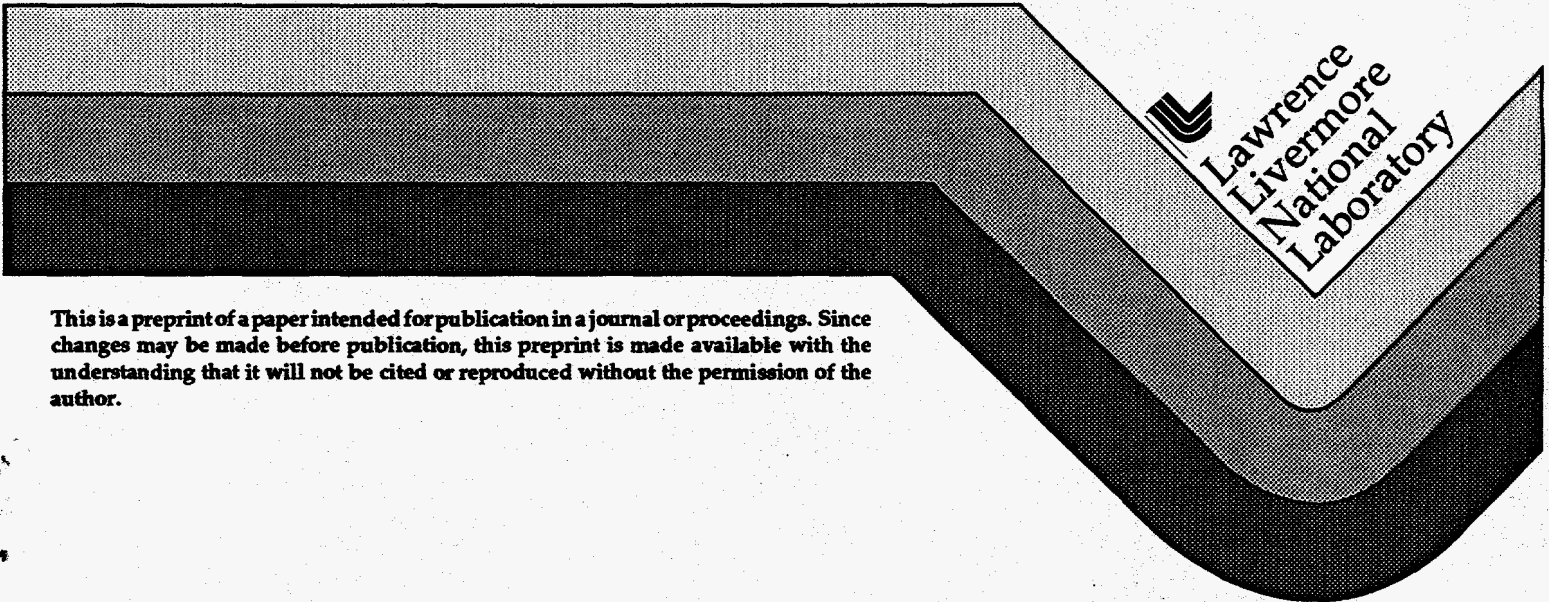 Lawrence
Livermore
National
Laboratory
This is a preprint of a paper intended for publication in a journal or proceedings. Since
changes may be made before publication, this preprint is made available with the
understanding that it will not be cited or reproduced without the permission of the
author.